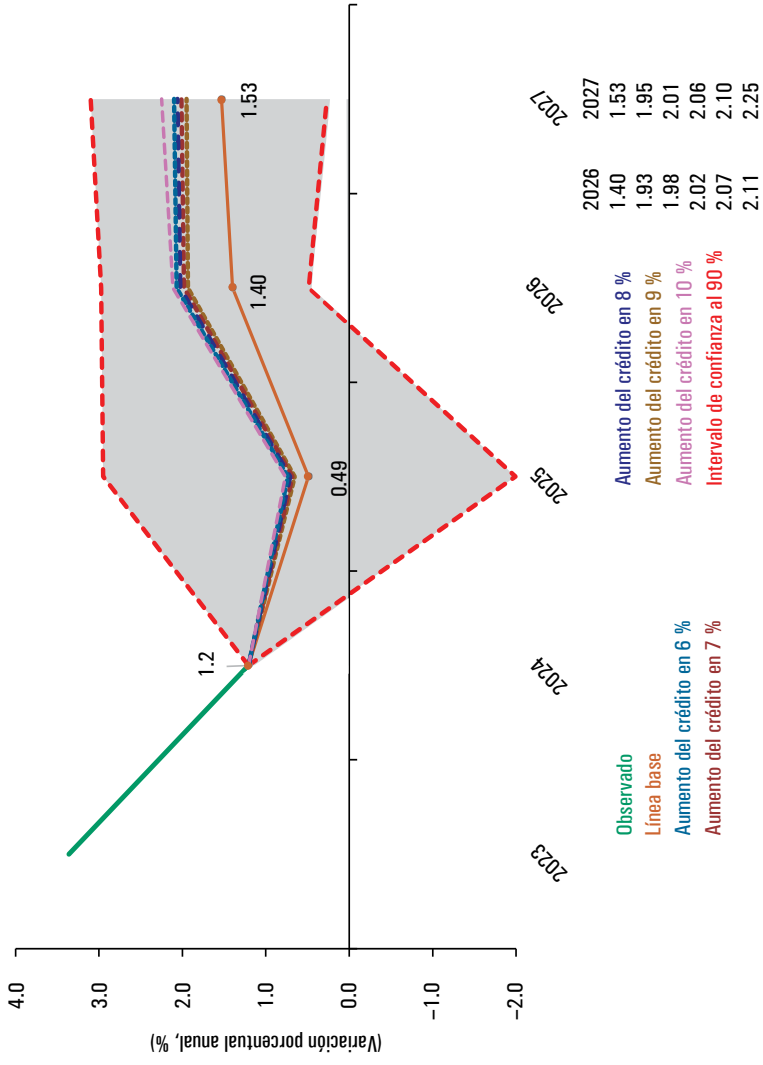 (Variación porcentual anual, %)
4.0
3.0
2.0
1.0
0.0
−1.0
−2.0
1.2
0.49
1.40
1.53
2023
2024
2025
2026
2027
Observado
Línea base
Aumento del crédito en 6 %
Aumento del crédito en 7 %
Aumento del crédito en 8 %
Aumento del crédito en 9 %
Aumento del crédito en 10 %
Intervalo de confianza al 90 %
2026 2027
1.40 1.53
1.93 1.95
1.98 2.01
2.02 2.06
2.07 2.10
2.11 2.25